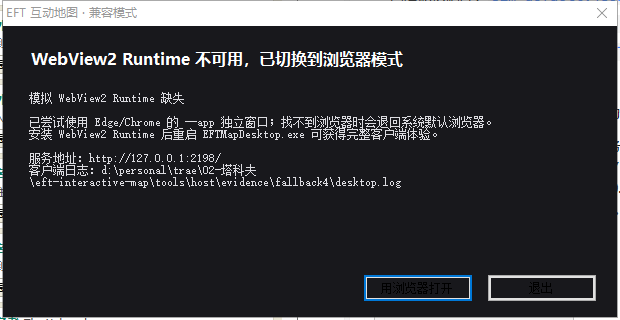 EFT 互动地图 · 兼容模式
WebView2 Runtime 不可用，已切换到浏览器模式
模拟 WebView2 Runtime 缺失
已尝试使用 Edge/Chrome 的 --app 独立窗口；找不到浏览器时会退回系统默认浏览器。
安装 WebView2 Runtime 后重启 EFTMapDesktop.exe 可获得完整客户端体验。
服务地址：http://127.0.0.1:2198/
客户端日志：d:\personal\trae\02-塔科夫
\eft-interactive-map\tools\host\evidence\fallback4\desktop.log
用浏览器打开
退出